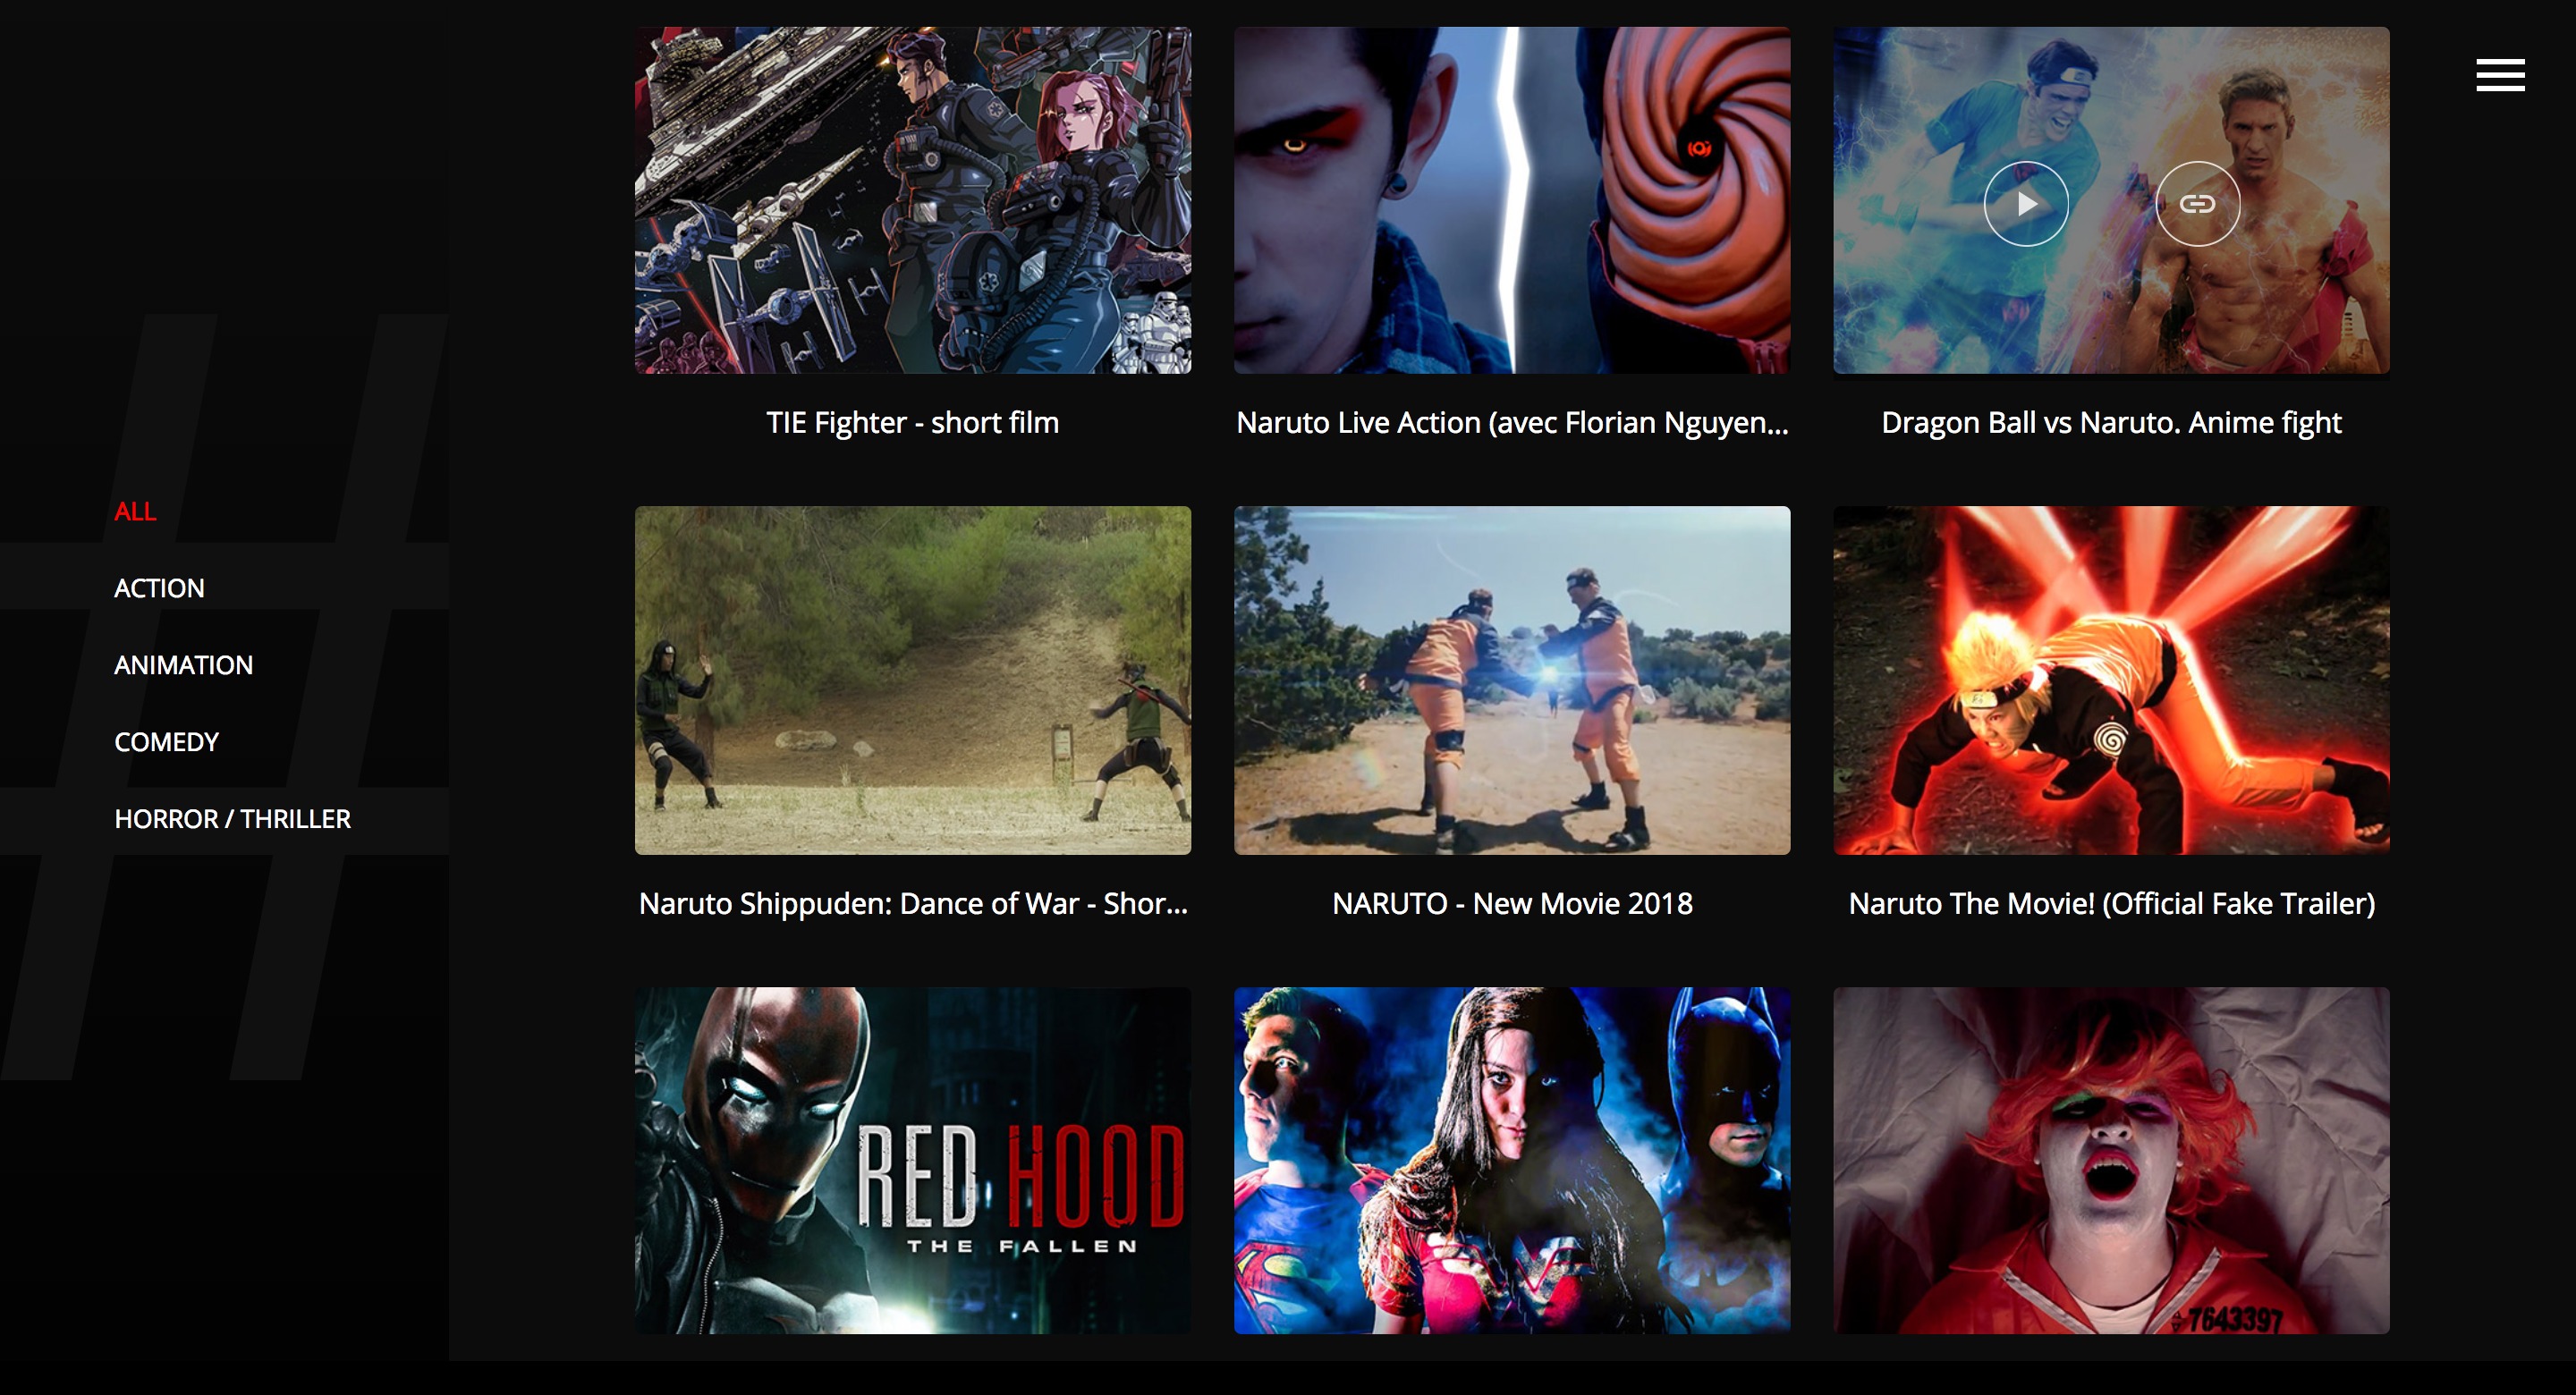 TIE Fighter - short film
Naruto Live Action (avec Florian Nguyen...
Dragon Ball vs Naruto. Anime fight
ALL
ACTION
ANIMATION
COMEDY
HORROR / THRILLER
Naruto Shippuden: Dance of War - Shor...
NARUTO - New Movie 2018
Naruto The Movie! (Official Fake Trailer)
RED HOOD
THE FALLEN
7643397